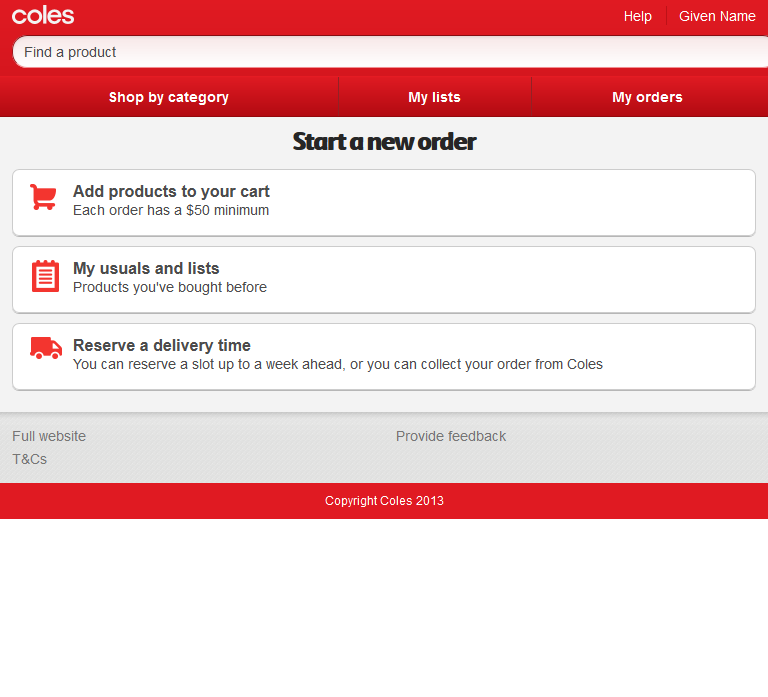 coles
Help
Given Name
Find a product
Shop by category
My lists
My orders
Start a new order
Add products to your cart
Each order has a $50 minimum
My usuals and lists
Products you've bought before
Reserve a delivery time
You can reserve a slot up to a week ahead, or you can collect your order from Coles
Full website
Provide feedback
T&Cs
Copyright Coles 2013